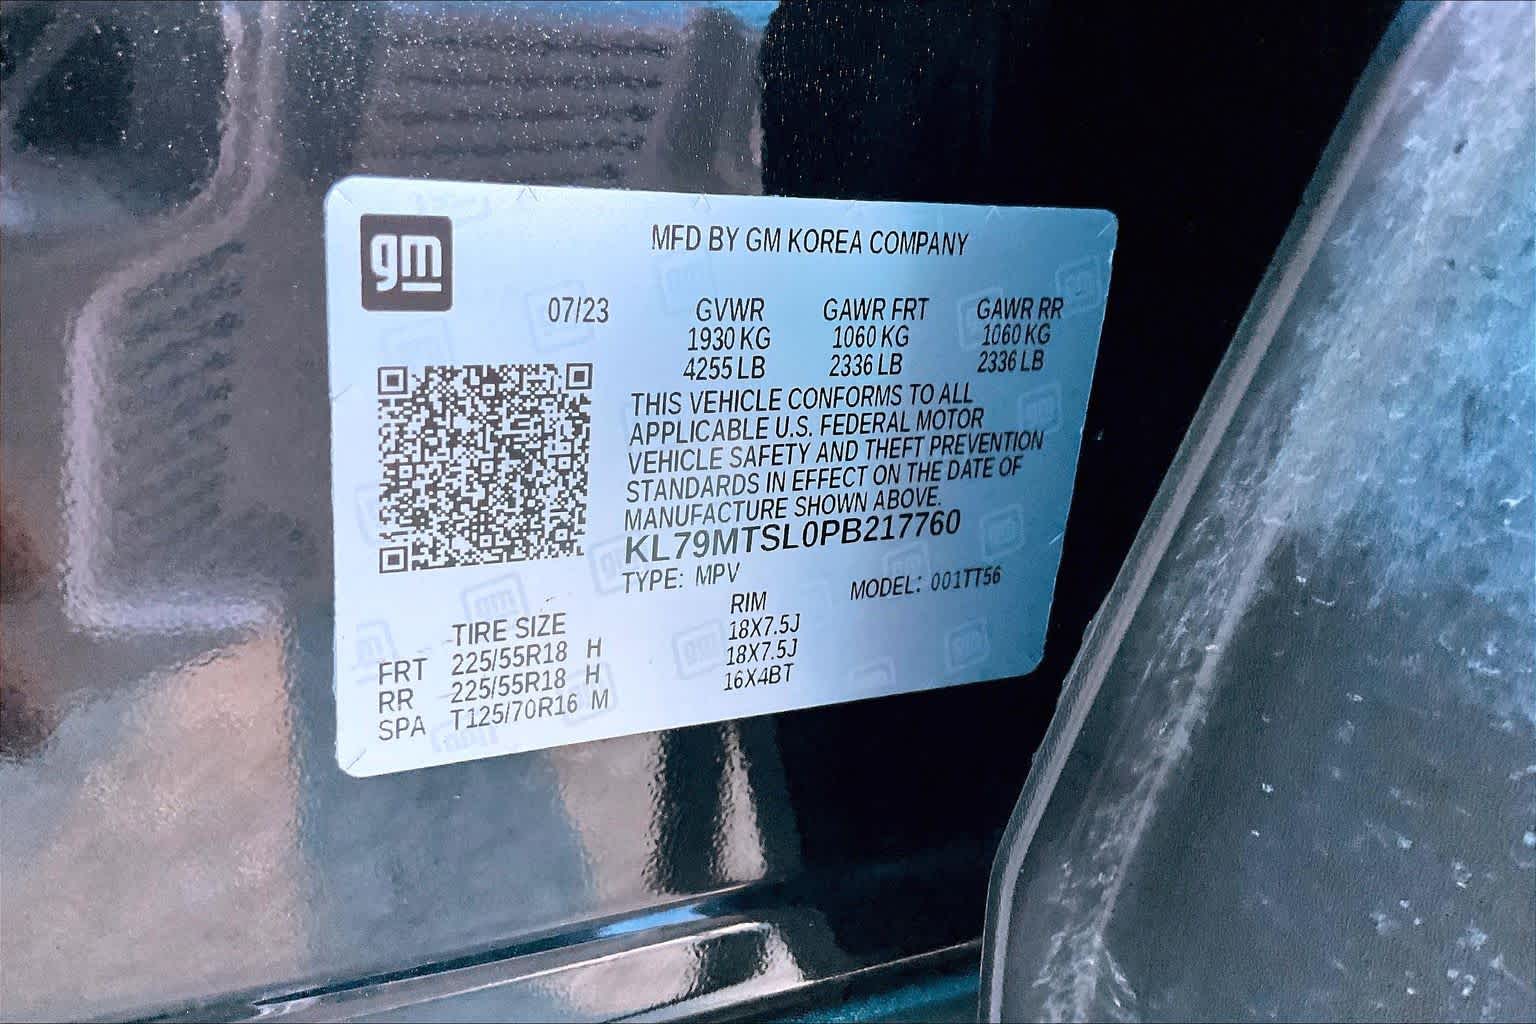 gm
MFD BY GM KOREA COMPANY
07/23 GVWR GAWR FRT GAWR RR
1930 KG 1060 KG 1060 KG
4255 LB 2336 LB 2336 LB
THIS VEHICLE CONFORMS TO ALL
APPLICABLE U.S. FEDERAL MOTOR
VEHICLE SAFETY AND THEFT PREVENTION
STANDARDS IN EFFECT ON THE DATE OF
MANUFACTURE SHOWN ABOVE.
KL79MTSL0PB217760
TYPE: MPV MODEL: 001TT56
TIRE SIZE RIM
FRT 225/55R18 H 18X7.5J
RR 225/55R18 H 18X7.5J
SPA T125/70R16 M 16X4BT